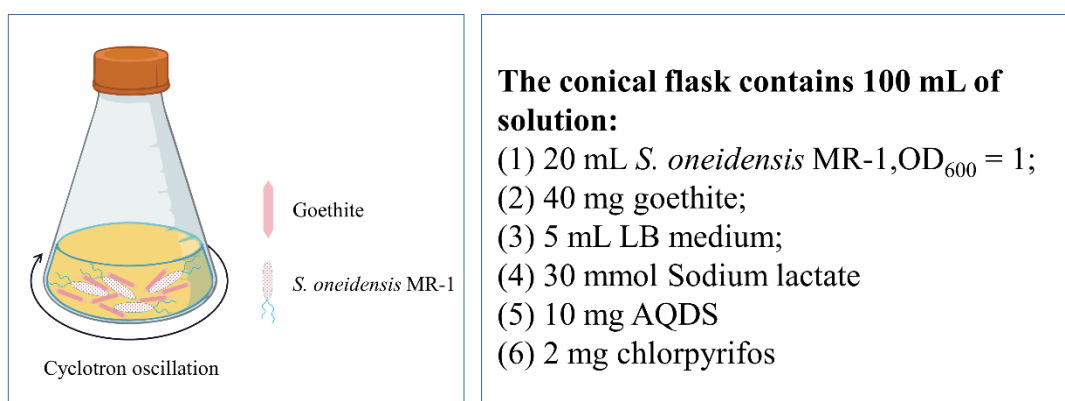 Goethite
S. oneidensis MR-1
Cyclotron oscillation
The conical flask contains 100 mL of
solution:
(1) 20 mL S. oneidensis MR-1,OD₆₀₀ = 1;
(2) 40 mg goethite;
(3) 5 mL LB medium;
(4) 30 mmol Sodium lactate
(5) 10 mg AQDS
(6) 2 mg chlorpyrifos